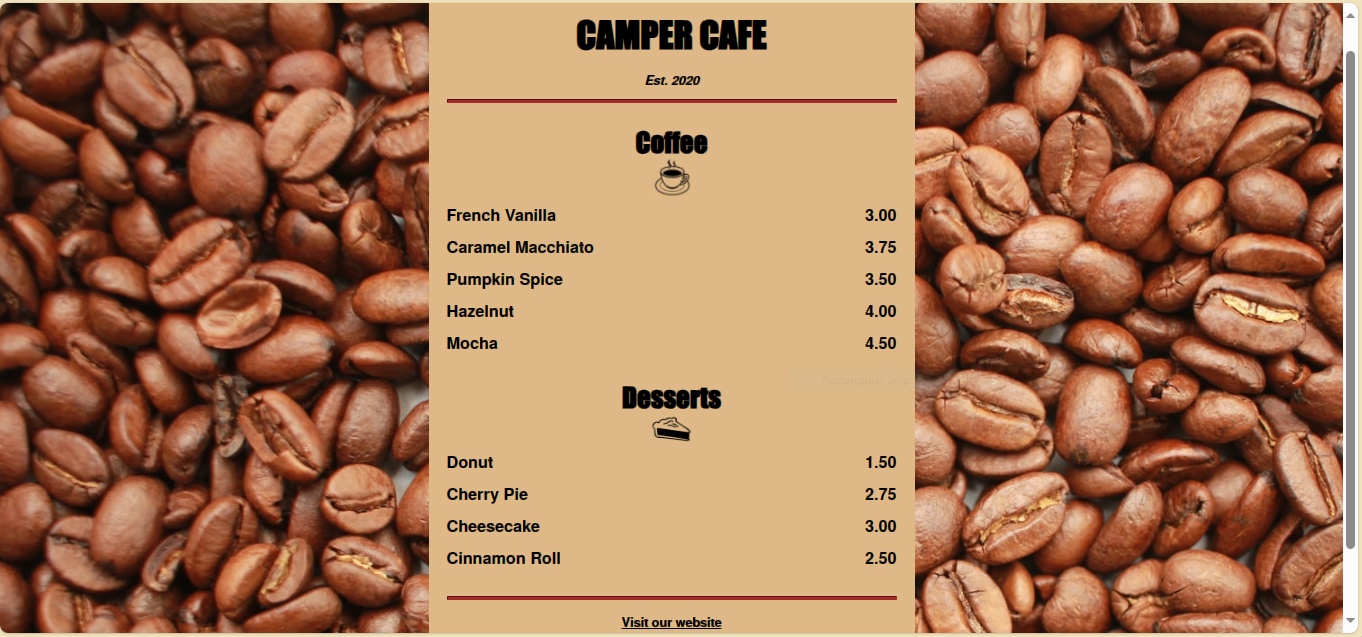 CAMPER CAFE
Est. 2020
Coffee
French Vanilla 3.00
Caramel Macchiato 3.75
Pumpkin Spice 3.50
Hazelnut 4.00
Mocha 4.50
Rectangular Snip
Desserts
Donut 1.50
Cherry Pie 2.75
Cheesecake 3.00
Cinnamon Roll 2.50
Visit our website